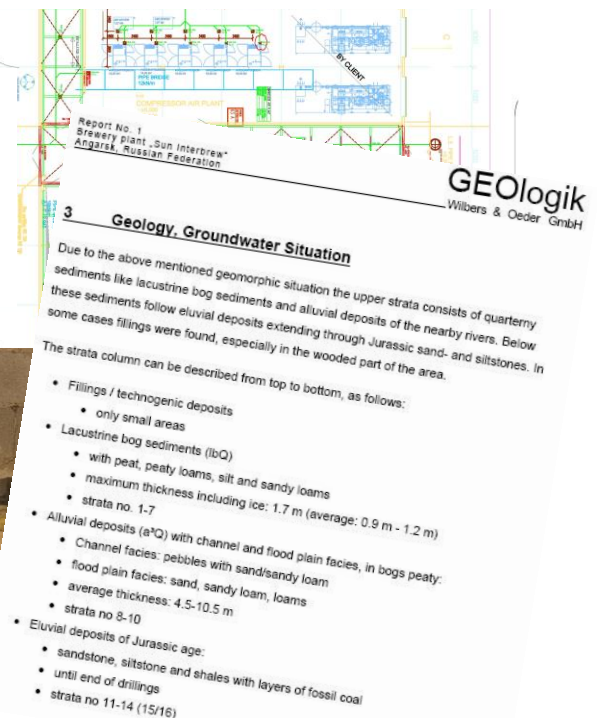 BY CLIENT
PIPE BRIDGE
COMPRESSOR AIR PLANT
Report No. 1
Brewery plant „Sun Interbrew“
Angarsk, Russian Federation
GEOlogik
Wilbers & Oeder GmbH
3 Geology, Groundwater Situation
Due to the above mentioned geomorphic situation the upper strata consists of quarterny
sediments like lacustrine bog sediments and alluvial deposits of the nearby rivers. Below
these sediments follow eluvial deposits extending through Jurassic sand- and siltstones. In
some cases fillings were found, especially in the wooded part of the area.
The strata column can be described from top to bottom, as follows:
• Fillings / technogenic deposits
• only small areas
• Lacustrine bog sediments (lbQ)
• with peat, peaty loams, silt and sandy loams
• maximum thickness including ice: 1.7 m (average: 0.9 m - 1.2 m)
• strata no. 1-7
• Alluvial deposits (a³Q) with channel and flood plain facies, in bogs peaty:
• Channel facies: pebbles with sand/sandy loam
• flood plain facies: sand, sandy loam, loams
• average thickness: 4.5-10.5 m
• strata no 8-10
• Eluvial deposits of Jurassic age:
• sandstone, siltstone and shales with layers of fossil coal
• until end of drillings
• strata no 11-14 (15/16)